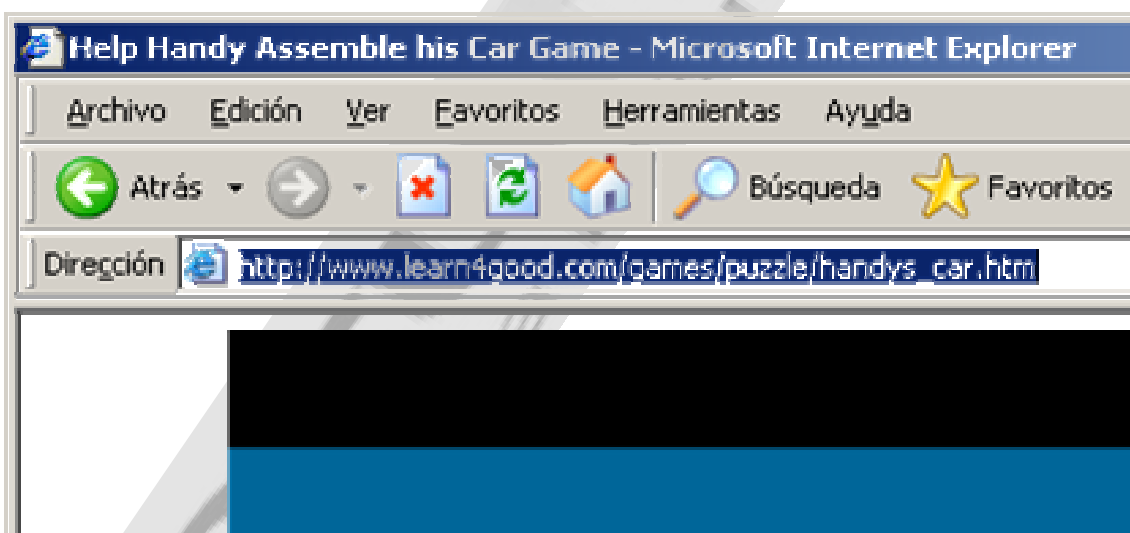 Help Handy Assemble his Car Game - Microsoft Internet Explorer
Archivo Edición Ver Favoritos Herramientas Ayuda
Atrás Búsqueda Favoritos
Dirección http://www.learn4good.com/games/puzzle/handys_car.htm